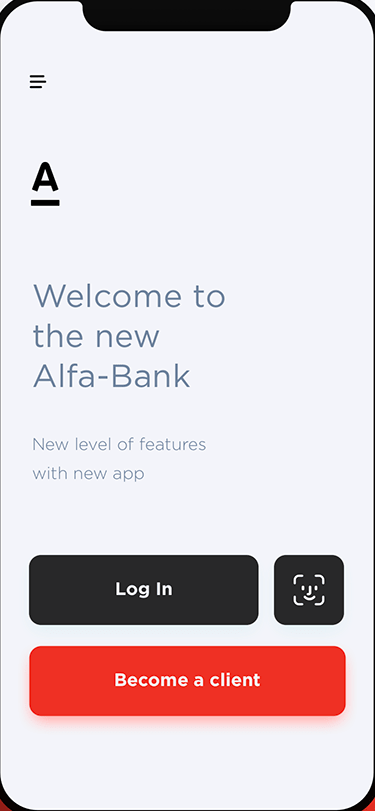 A
Welcome to
the new
Alfa-Bank
New level of features
with new app
Log In
Become a client